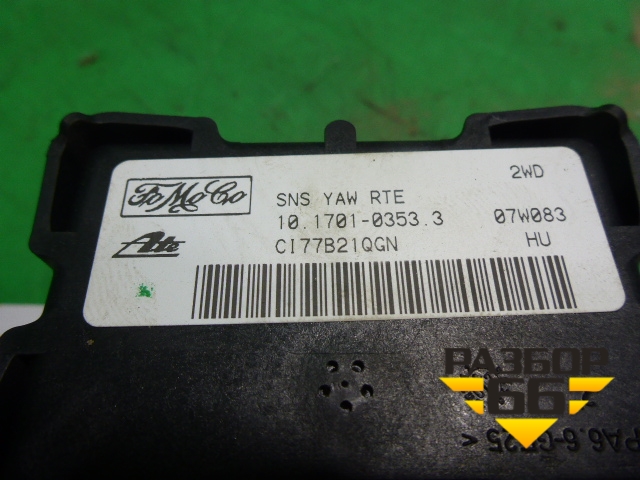 2WD
FoMoCo
SNS YAW RTE
10.1701-0353.3
07W083
Ate
CI77B21QGN
HU
РАЗБОР
66